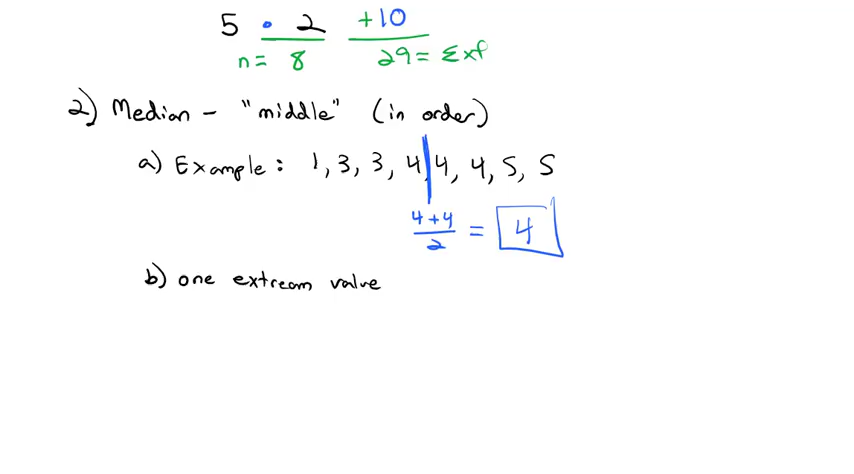 5 • 2 +10
n = 8 29 = Σxf
2) Median - "middle" (in order)
a) Example: 1, 3, 3, 4, 4, 4, 5, 5
4+4
2
= 4
b) one extream value